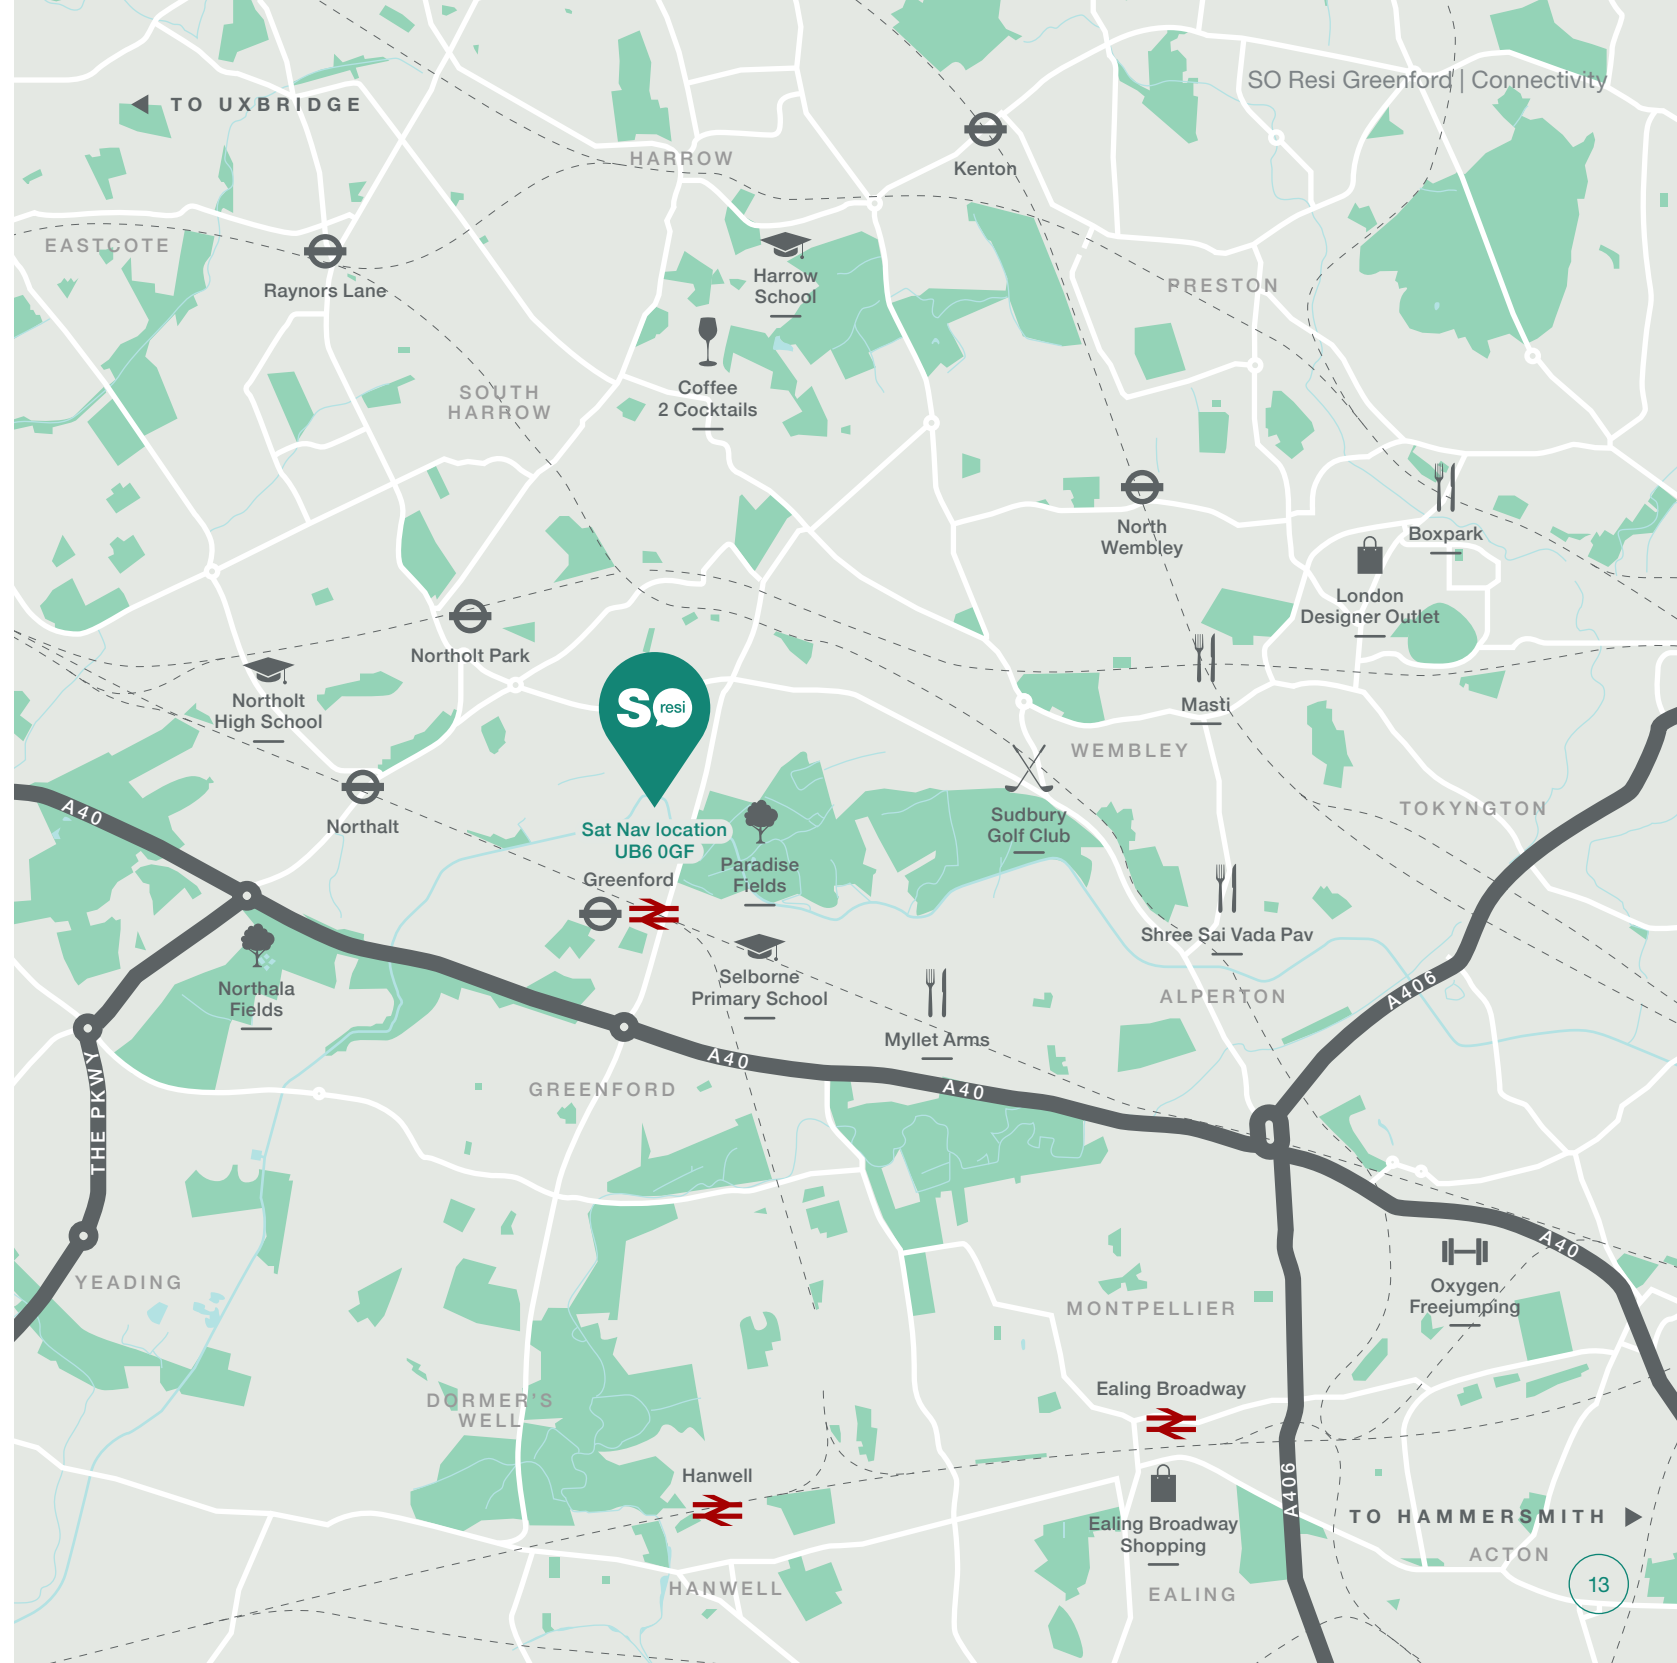 SO Resi Greenford | Connectivity
TO UXBRIDGE
HARROW
Kenton
EASTCOTE
Raynors Lane
Harrow
School
PRESTON
Coffee
2 Cocktails
SOUTH
HARROW
North
Wembley
Boxpark
London
Designer Outlet
Northolt Park
Northolt
High School
SO resi
Masti
WEMBLEY
A40
Northalt
Sat Nav location
UB6 0GF
Sudbury
Golf Club
TOKYNGTON
Greenford
Paradise
Fields
Shree Sai Vada Pav
Northala
Fields
Selborne
Primary School
ALPERTON
A406
Myllet Arms
THE PKWY
GREENFORD
A40
A40
YEADING
A40
Oxygen
Freejumping
MONTPELLIER
DORMER'S
WELL
Ealing Broadway
Hanwell
A406
Ealing Broadway
Shopping
TO HAMMERSMITH
ACTON
HANWELL
EALING
13